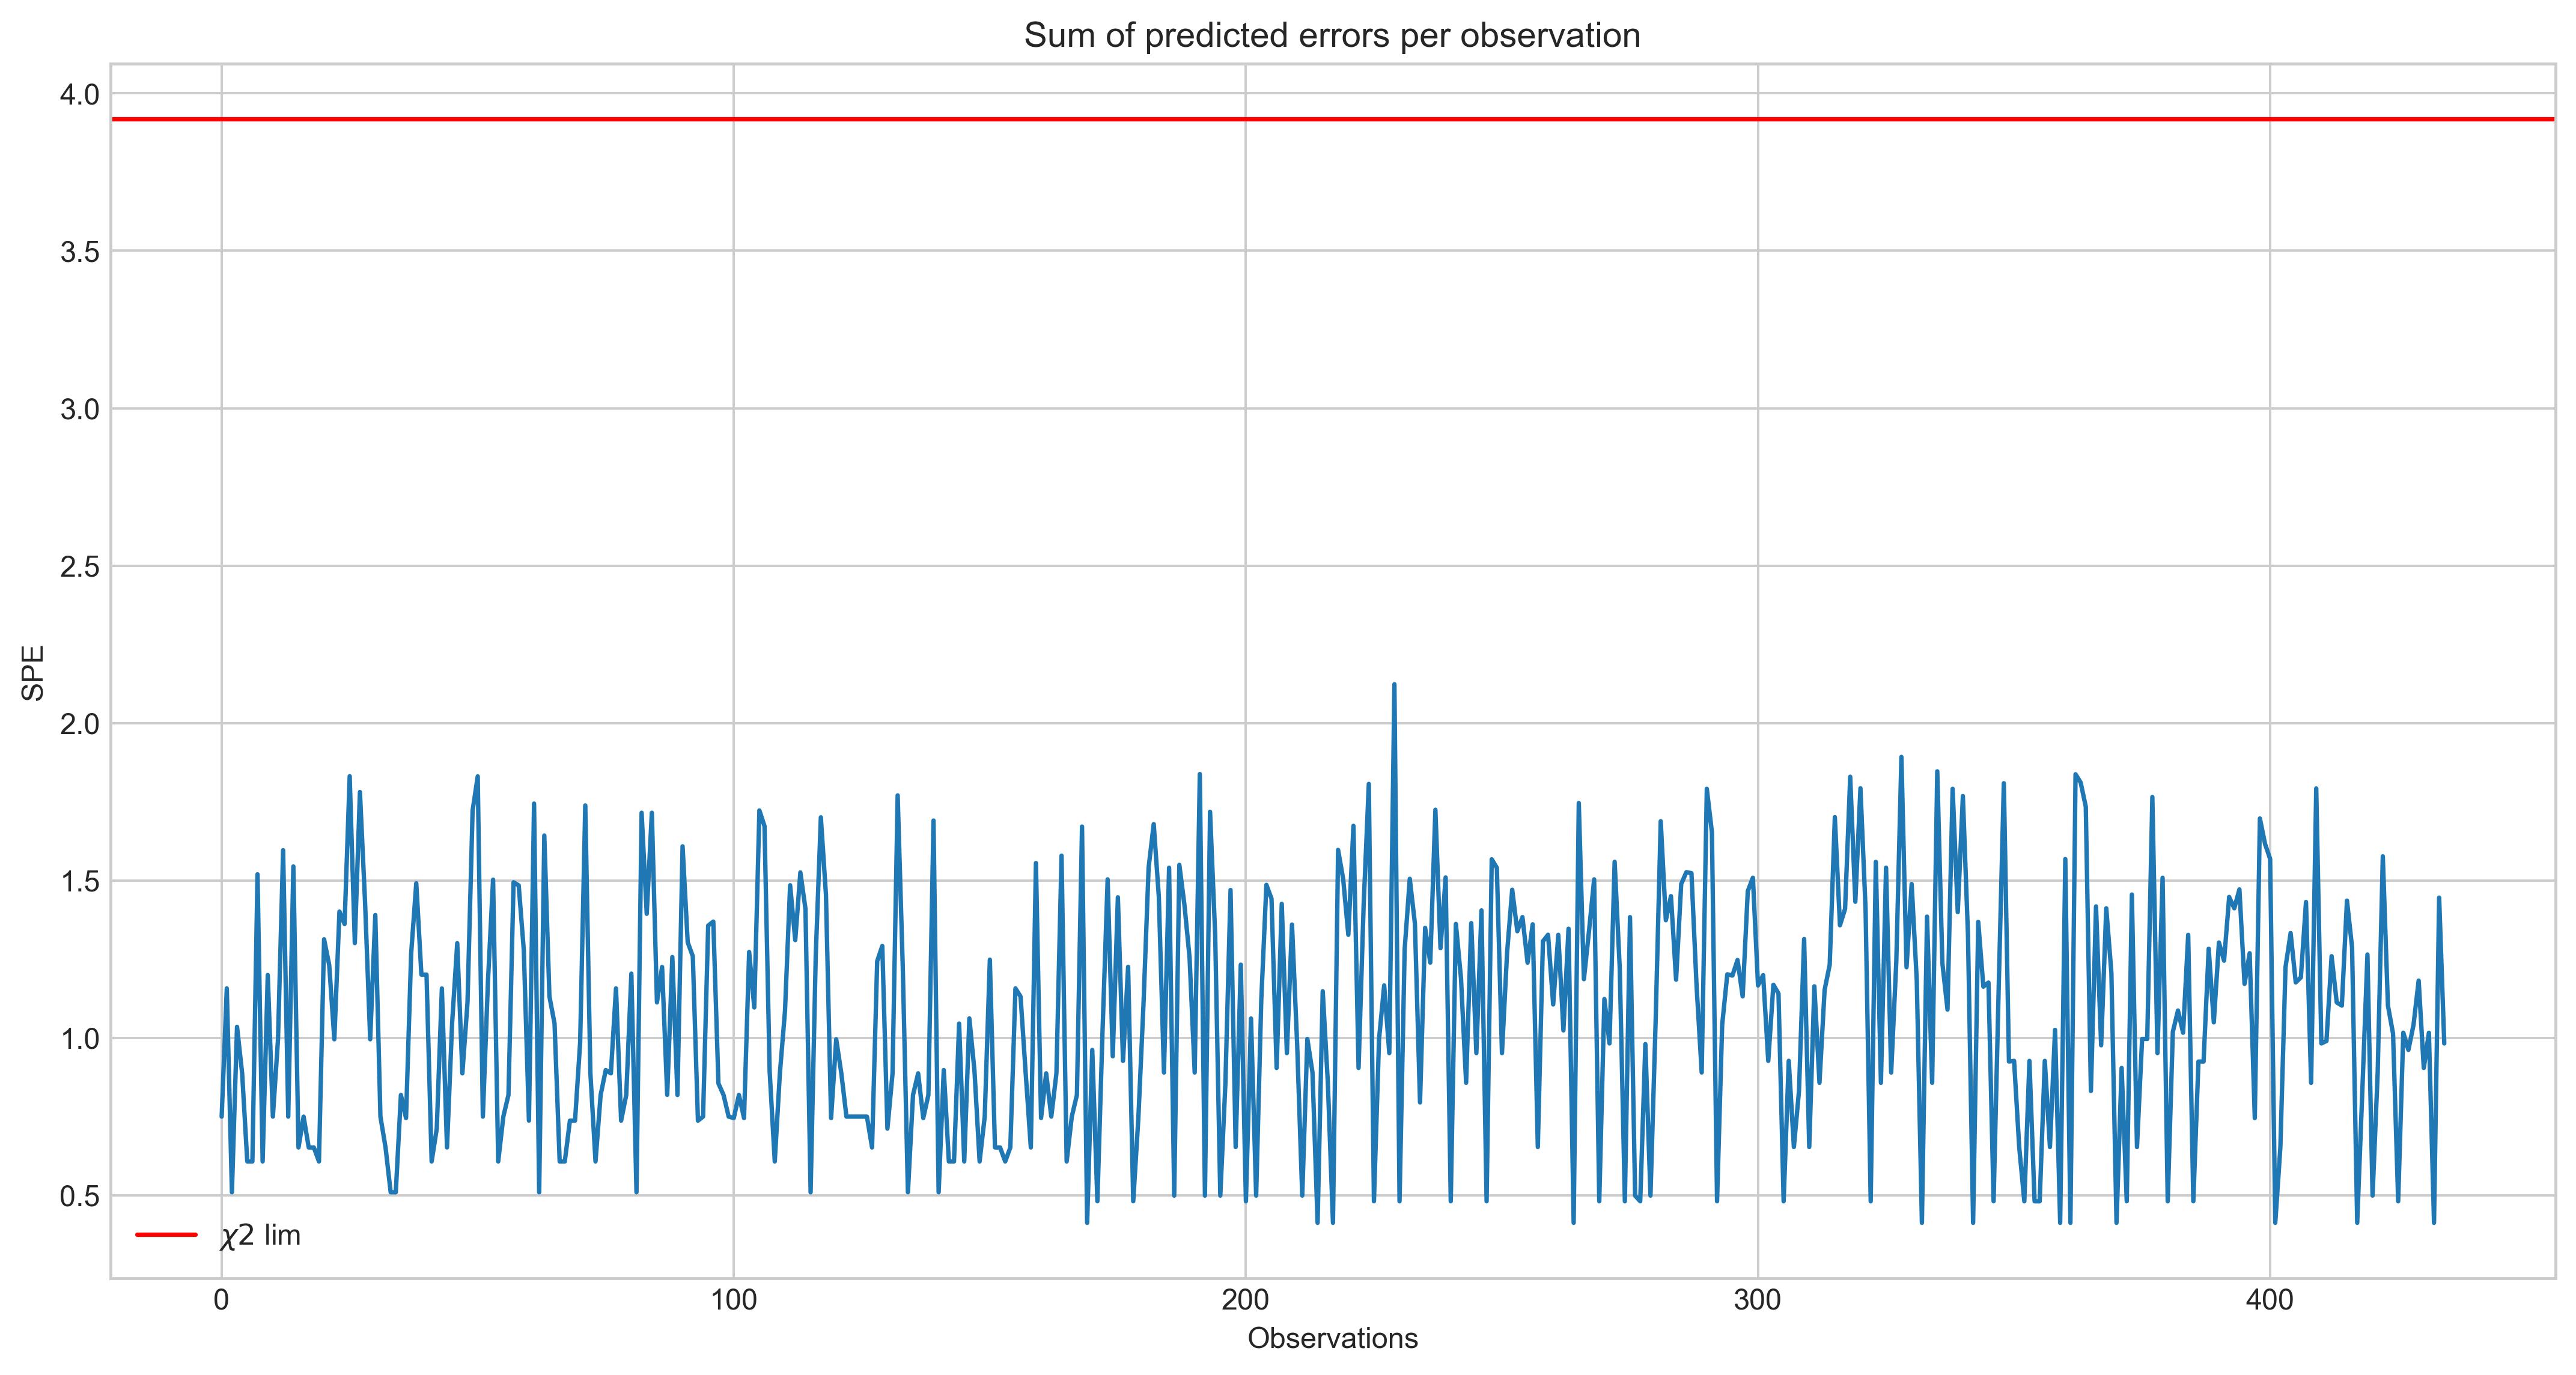 Sum of predicted errors per observation
4.0
3.5
3.0
2.5
2.0
1.5
1.0
0.5
SPE
χ2 lim
0 100 200 300 400
Observations